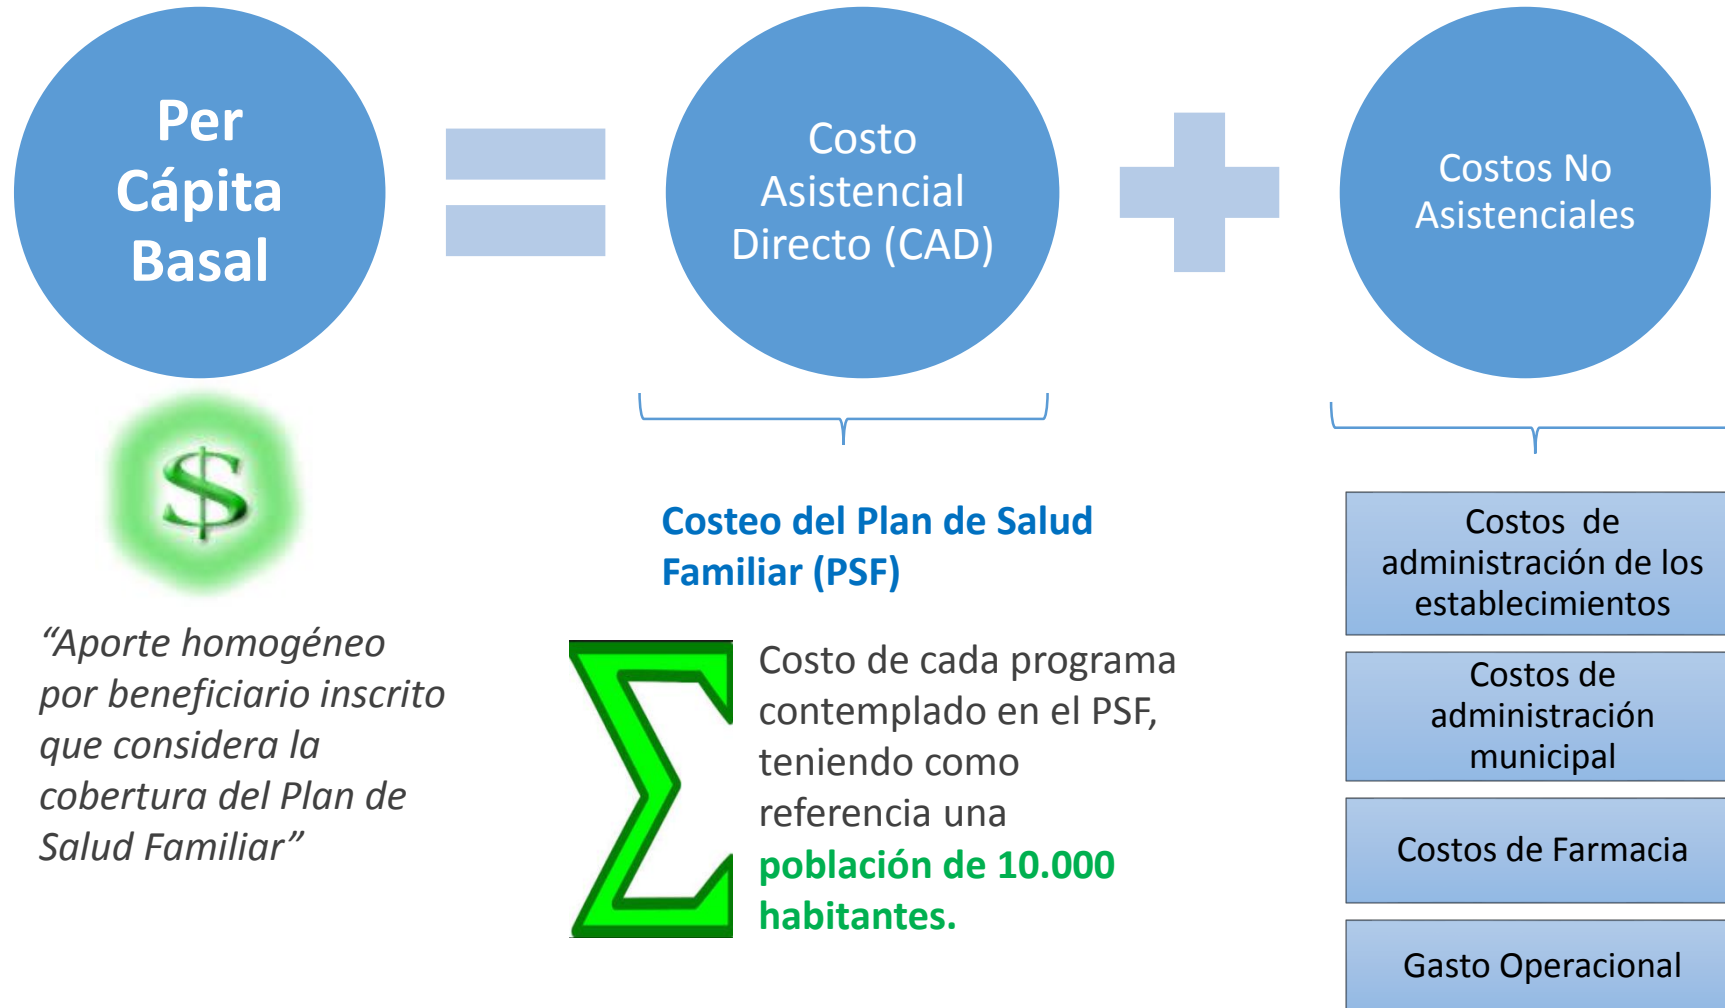 Per
Cápita
Basal
Costo
Asistencial
Directo (CAD)
Costos No
Asistenciales
$
“Aporte homogéneo
por beneficiario inscrito
que considera la
cobertura del Plan de
Salud Familiar”
Costeo del Plan de Salud
Familiar (PSF)
Σ
Costo de cada programa
contemplado en el PSF,
teniendo como
referencia una
población de 10.000
habitantes.
Costos de
administración de los
establecimientos
Costos de
administración
municipal
Costos de Farmacia
Gasto Operacional